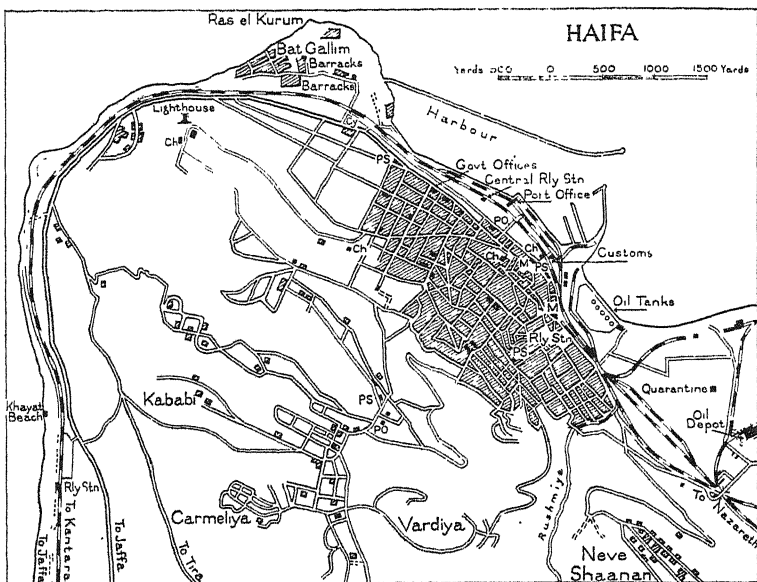 HAIFA
Yards 500 0 500 1000 1500 Yards
Ras el Kurum
Bat Gallim
Barracks
Barracks
Lighthouse
Harbour
Ch
PS
Govt Offices
Central Rly Stn
Port Office
PO
Ch
Ch
Ch
M
PS
Customs
M
Oil Tanks
Rly Stn
PS
Kababi
PS
PO
Quarantine
Khayat
Beach
Oil
Depot
Rly Stn
Carmeliya
Vardiya
Rushmiya
To
Nazareth
Neve
Shaanan
To Jaffa
To Kantara
To Jaffa
To Tira